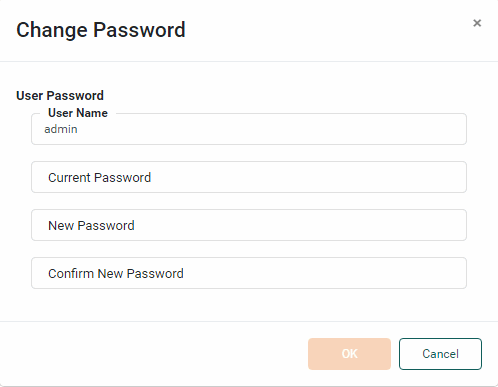 Change Password
×
User Password
User Name
admin
Current Password
New Password
Confirm New Password
OK
Cancel